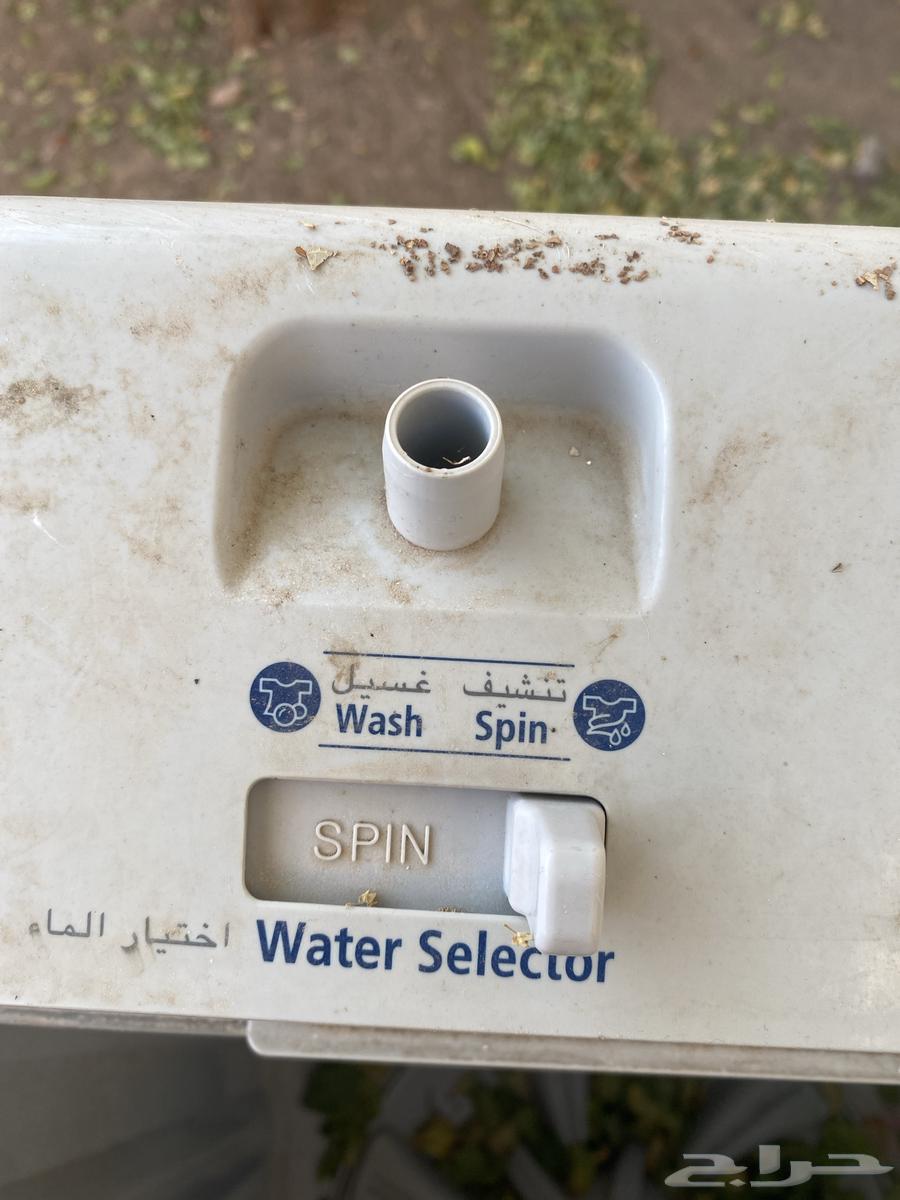 غسيل تنشيف
Wash Spin
SPIN
اختيار الماء
Water Selector
حراج